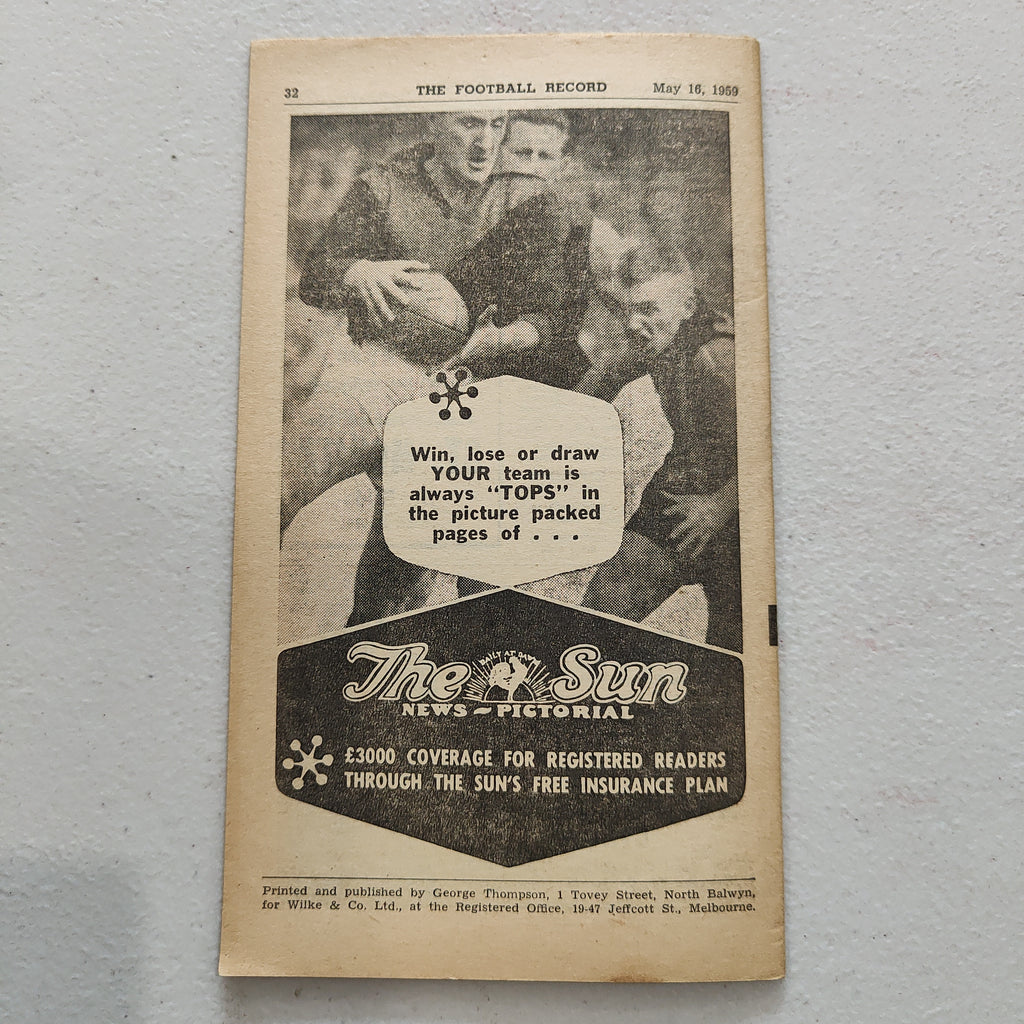 32 THE FOOTBALL RECORD May 16, 1959
Win, lose or draw
YOUR team is
always "TOPS" in
the picture packed
pages of . . .
DAILY AT DAWN
The Sun
NEWS-PICTORIAL
£3000 COVERAGE FOR REGISTERED READERS
THROUGH THE SUN'S FREE INSURANCE PLAN
Printed and published by George Thompson, 1 Tovey Street, North Balwyn,
for Wilke & Co. Ltd., at the Registered Office, 19-47 Jeffcott St., Melbourne.